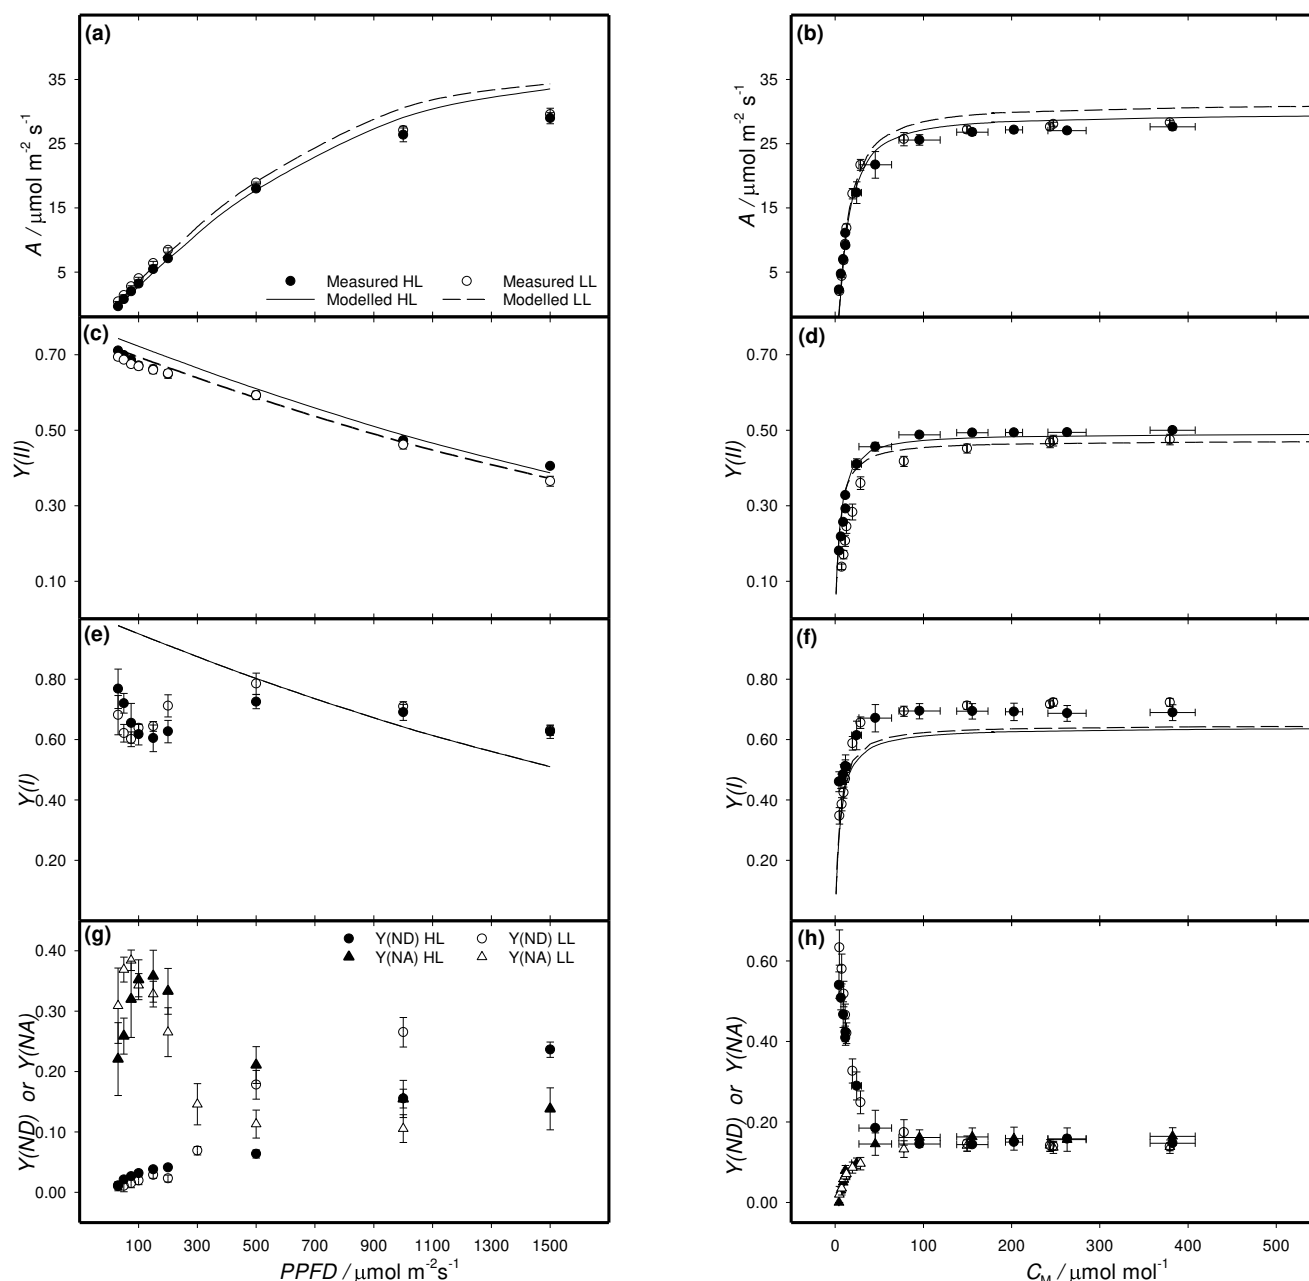 (a)
35
25
15
5
A / μmol m⁻² s⁻¹
Measured HL
Measured LL
Modelled HL
Modelled LL
(b)
35
25
15
5
A / μmol m⁻² s⁻¹
(c)
0.70
0.50
0.30
0.10
Y(II)
(d)
0.70
0.50
0.30
0.10
Y(II)
(e)
0.80
0.60
0.40
0.20
Y(I)
(f)
0.80
0.60
0.40
0.20
Y(I)
(g)
Y(ND) HL
Y(ND) LL
Y(NA) HL
Y(NA) LL
0.40
0.30
0.20
0.10
0.00
Y(ND) or Y(NA)
100 300 500 700 900 1100 1300 1500
PPFD / μmol m⁻²s⁻¹
(h)
0.60
0.40
0.20
0.00
Y(ND) or Y(NA)
0 100 200 300 400 500
C_M / μmol mol⁻¹